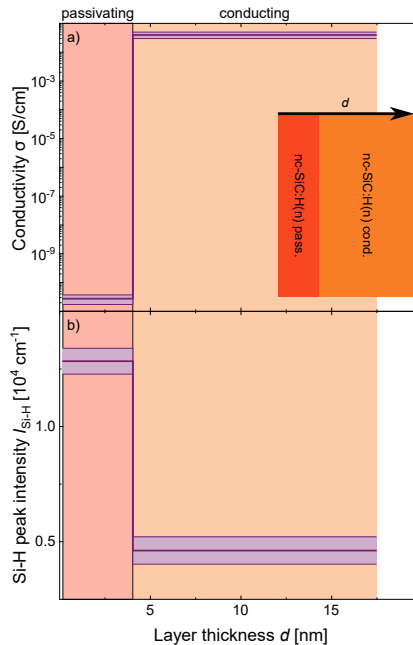 passivating conducting
a)
Conductivity σ [S/cm]
10⁻³
10⁻⁵
10⁻⁷
10⁻⁹
d
nc-SiC:H(n) pass.
nc-SiC:H(n) cond.
b)
Si-H peak intensity I_Si-H [10⁴ cm⁻¹]
1.0
0.5
5 10 15
Layer thickness d [nm]